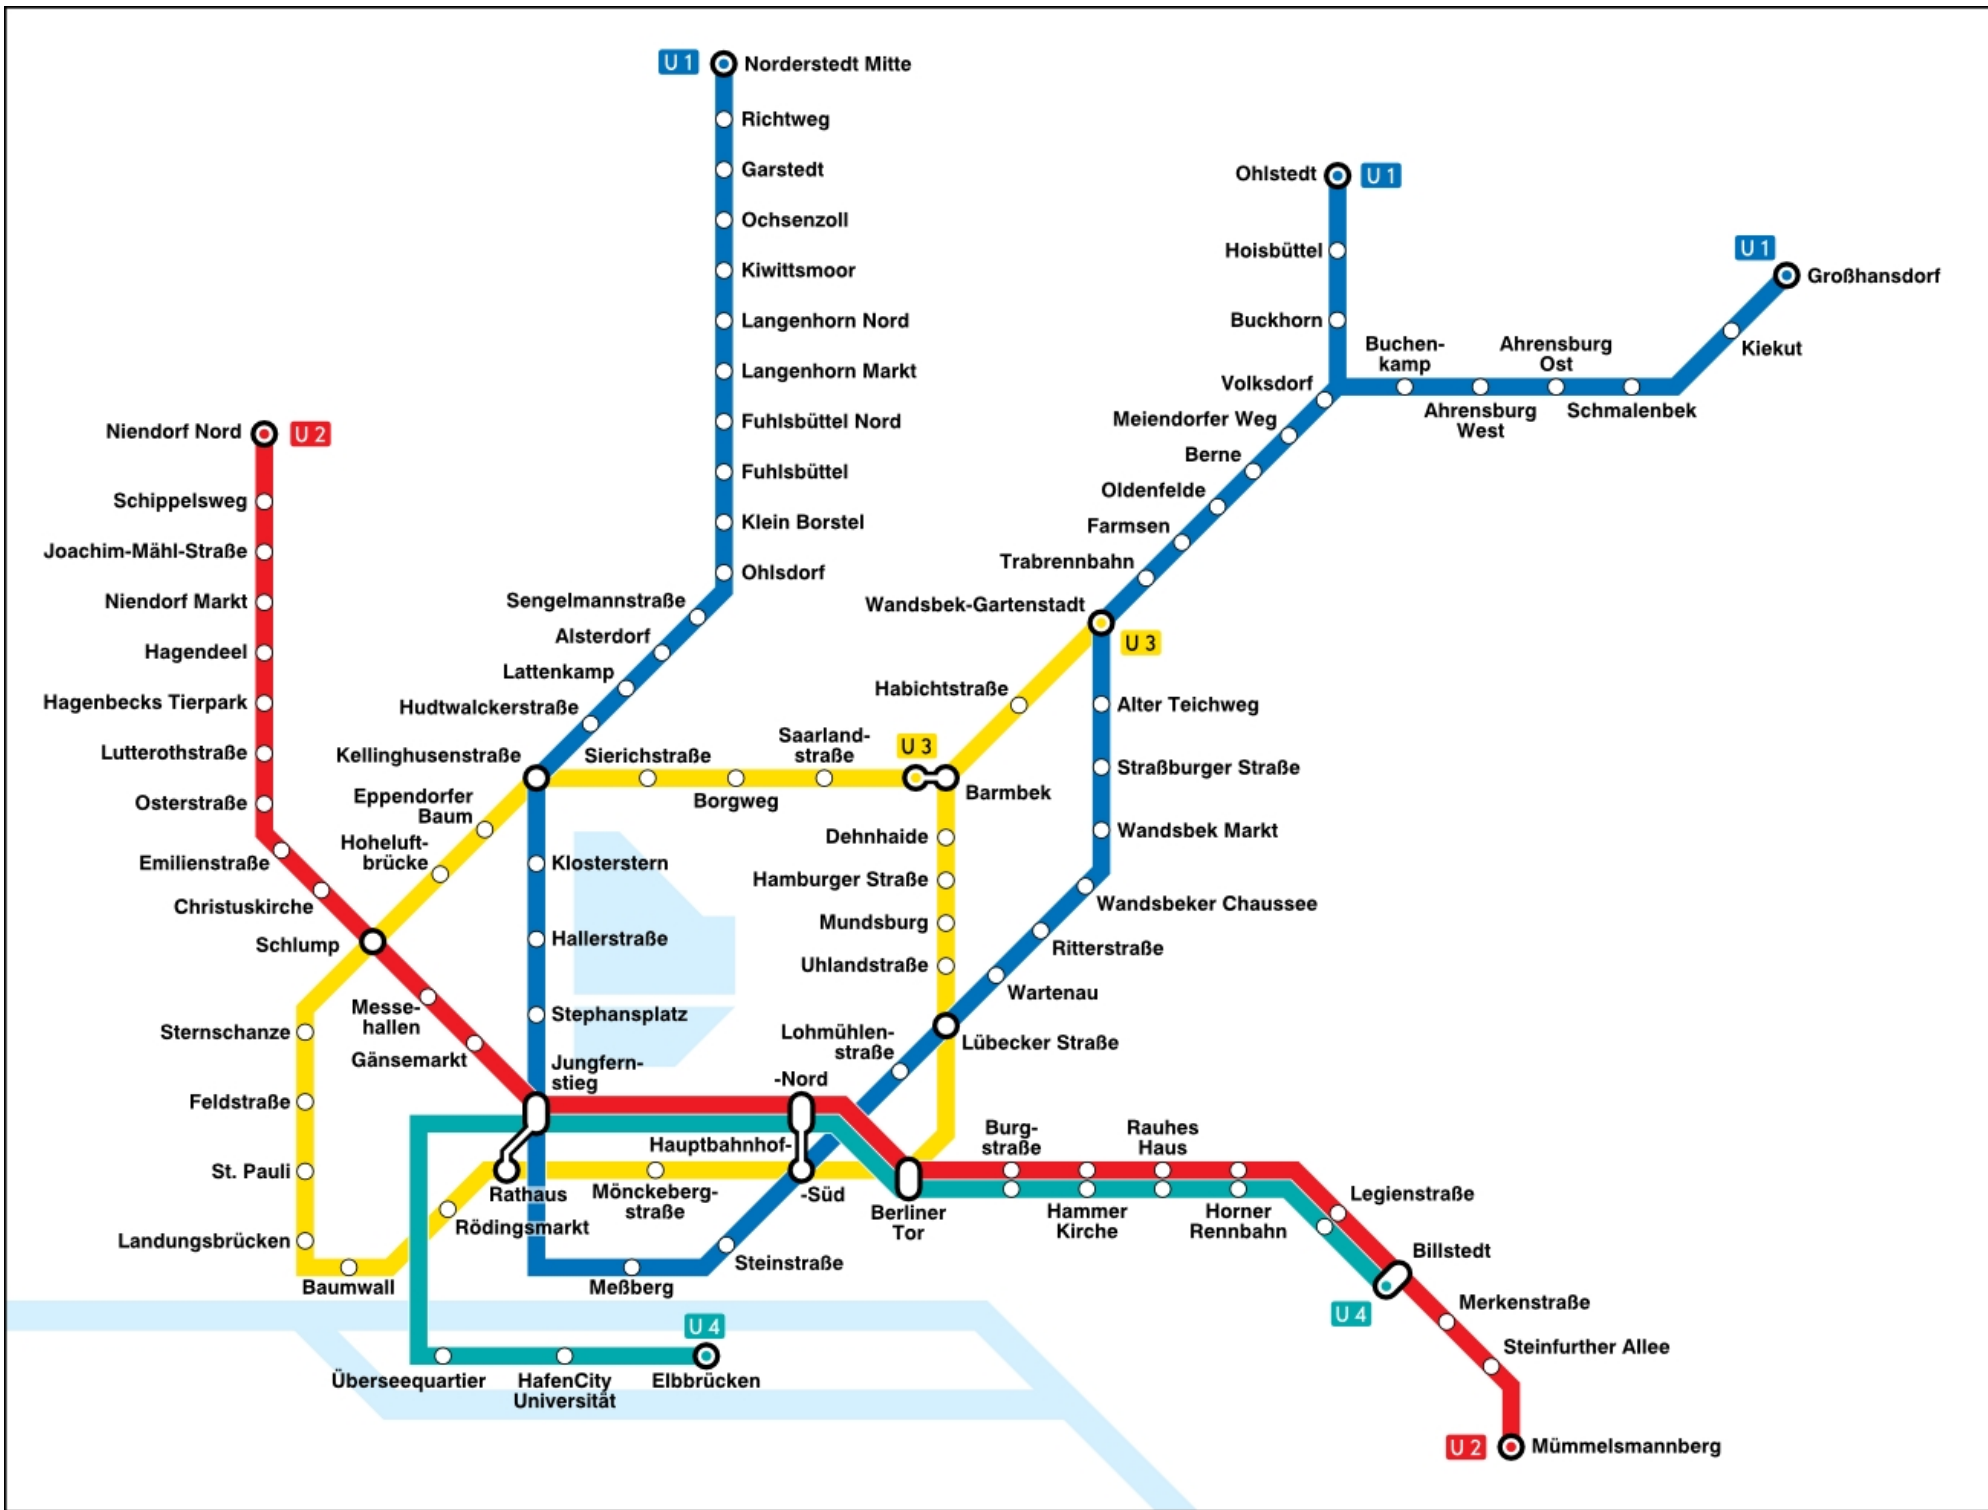 U 1
Norderstedt Mitte
Richtweg
Garstedt
Ochsenzoll
Kiwittsmoor
Langenhorn Nord
Langenhorn Markt
Fuhlsbüttel Nord
Fuhlsbüttel
Klein Borstel
Ohlsdorf
Sengelmannstraße
Alsterdorf
Lattenkamp
Hudtwalckerstraße
Kellinghusenstraße
Ohlstedt
U 1
Hoisbüttel
Buckhorn
Volksdorf
U 1
Großhansdorf
Kiekut
Buchen-
kamp
Ahrensburg
Ost
Ahrensburg
West
Schmalenbek
Meiendorfer Weg
Berne
Oldenfelde
Farmsen
Trabrennbahn
Wandsbek-Gartenstadt
U 3
Habichtstraße
Alter Teichweg
Straßburger Straße
Wandsbek Markt
Wandsbeker Chaussee
Ritterstraße
Wartenau
Lübecker Straße
Lohmühlen-
straße
Niendorf Nord
U 2
Schippelsweg
Joachim-Mähl-Straße
Niendorf Markt
Hagendeel
Hagenbecks Tierpark
Lutterothstraße
Osterstraße
Emilienstraße
Christuskirche
Schlump
Messe-
hallen
Gänsemarkt
Eppendorfer
Baum
Hoheluft-
brücke
Sierichstraße
Borgweg
Saarland-
straße
U 3
Barmbek
Dehnhaide
Hamburger Straße
Mundsburg
Uhlandstraße
Klosterstern
Hallerstraße
Stephansplatz
Jungfern-
stieg
-Nord
Hauptbahnhof-
-Süd
Sternschanze
Feldstraße
St. Pauli
Landungsbrücken
Baumwall
Rödingsmarkt
Rathaus
Mönckeberg-
straße
Meßberg
Steinstraße
Berliner
Tor
Burg-
straße
Hammer
Kirche
Rauhes
Haus
Horner
Rennbahn
Legienstraße
Billstedt
U 4
Merkenstraße
Steinfurther Allee
U 2
Mümmelsmannberg
U 4
Überseequartier
HafenCity
Universität
Elbbrücken